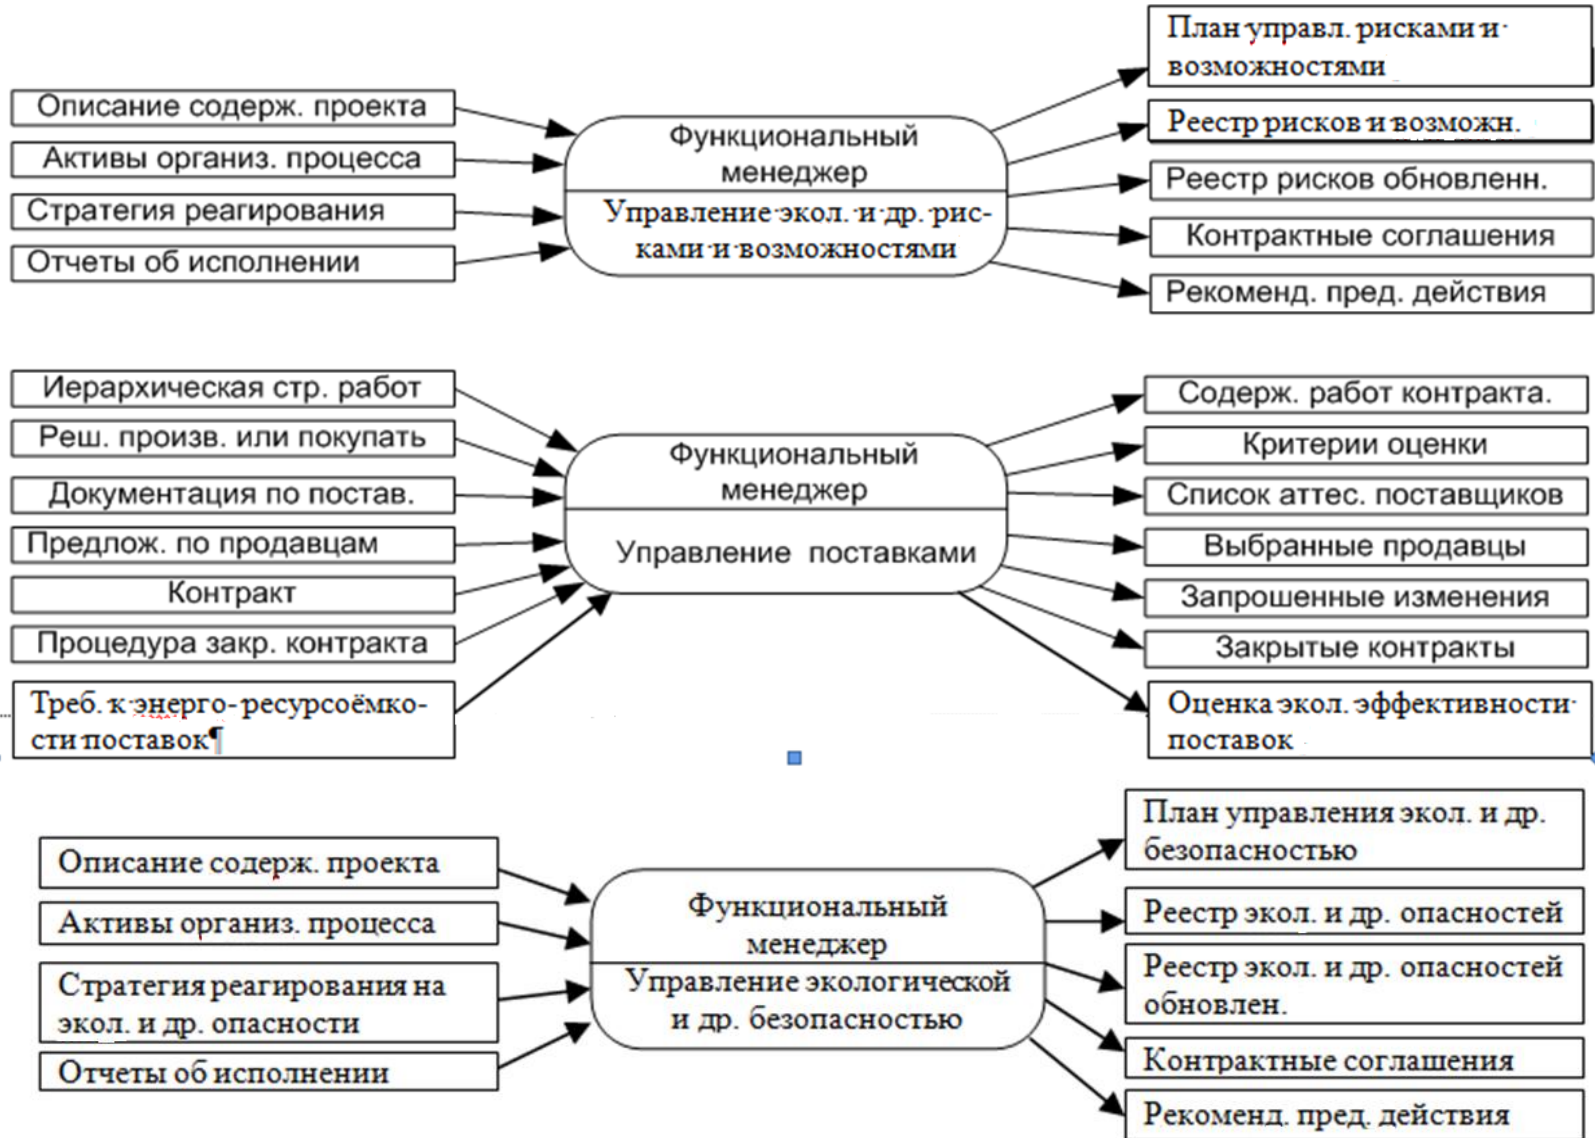 Описание содерж. проекта
Активы организ. процесса
Стратегия реагирования
Отчеты об исполнении
Функциональный
менеджер
Управление экол. и др. рис-
ками и возможностями
План управл. рисками и
возможностями
Реестр рисков и возможн.
Реестр рисков обновленн.
Контрактные соглашения
Рекоменд. пред. действия
Иерархическая стр. работ
Реш. произв. или покупать
Документация по постав.
Предлож. по продавцам
Контракт
Процедура закр. контракта
Треб. к энерго- ресурсоёмко-
сти поставок¶
Функциональный
менеджер
Управление поставками
Содерж. работ контракта.
Критерии оценки
Список аттес. поставщиков
Выбранные продавцы
Запрошенные изменения
Закрытые контракты
Оценка экол. эффективности
поставок
Описание содерж. проекта
Активы организ. процесса
Стратегия реагирования на
экол. и др. опасности
Отчеты об исполнении
Функциональный
менеджер
Управление экологической
и др. безопасностью
План управления экол. и др.
безопасностью
Реестр экол. и др. опасностей
Реестр экол. и др. опасностей
обновлен.
Контрактные соглашения
Рекоменд. пред. действия